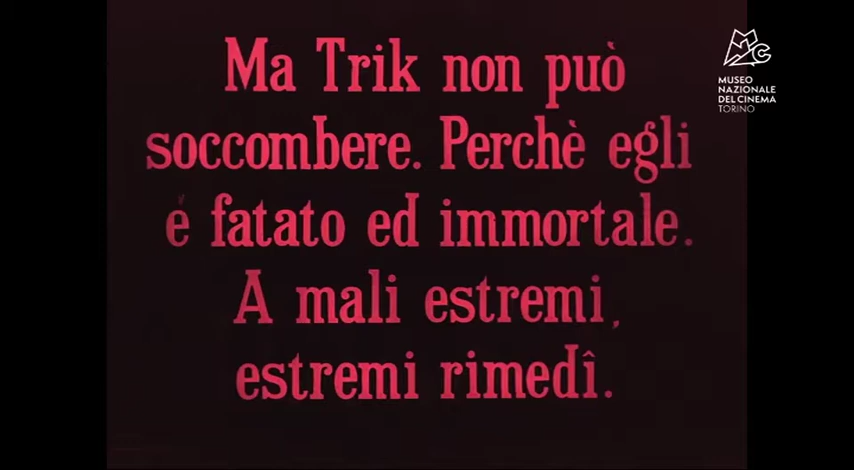 Ma Trik non può
soccombere. Perchè egli
é fatato ed immortale.
A mali estremi,
estremi rimedî.
MUSEO
NAZIONALE
DEL CINEMA
TORINO